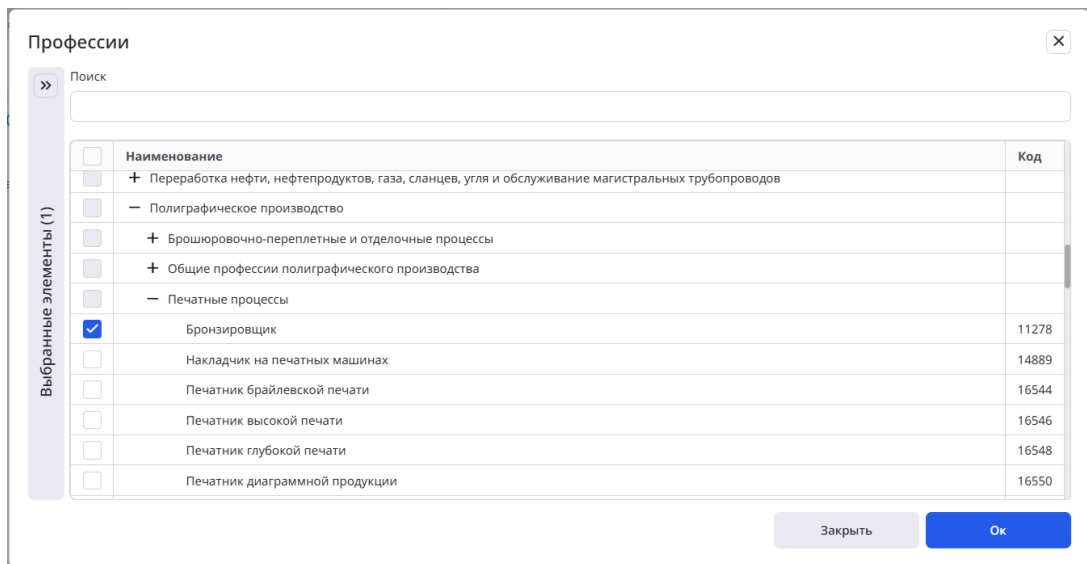 Профессии
Поиск
Выбранные элементы (1)
Наименование Код
Переработка нефти, нефтепродуктов, газа, сланцев, угля и обслуживание магистральных трубопроводов
Полиграфическое производство
Брошюровочно-переплетные и отделочные процессы
Общие профессии полиграфического производства
Печатные процессы
Бронзировщик 11278
Накладчик на печатных машинах 14889
Печатник брайлевской печати 16544
Печатник высокой печати 16546
Печатник глубокой печати 16548
Печатник диаграммной продукции 16550
Закрыть Ок